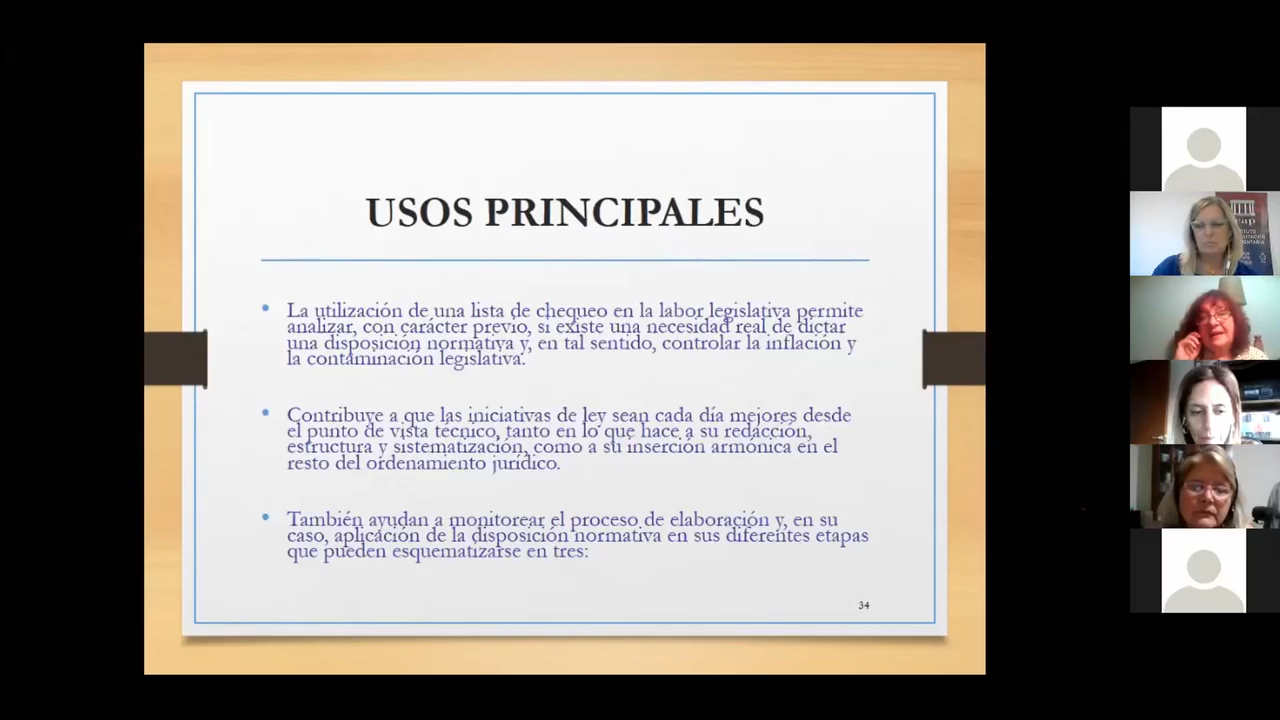 USOS PRINCIPALES
• La utilización de una lista de chequeo en la labor legislativa permite
analizar, con carácter previo, si existe una necesidad real de dictar
una disposición normativa y, en tal sentido, controlar la inflación y
la contaminación legislativa.
• Contribuye a que las iniciativas de ley sean cada día mejores desde
el punto de vista técnico, tanto en lo que hace a su redacción,
estructura y sistematización, como a su inserción armónica en el
resto del ordenamiento jurídico.
• También ayudan a monitorear el proceso de elaboración y, en su
caso, aplicación de la disposición normativa en sus diferentes etapas
que pueden esquematizarse en tres:
34